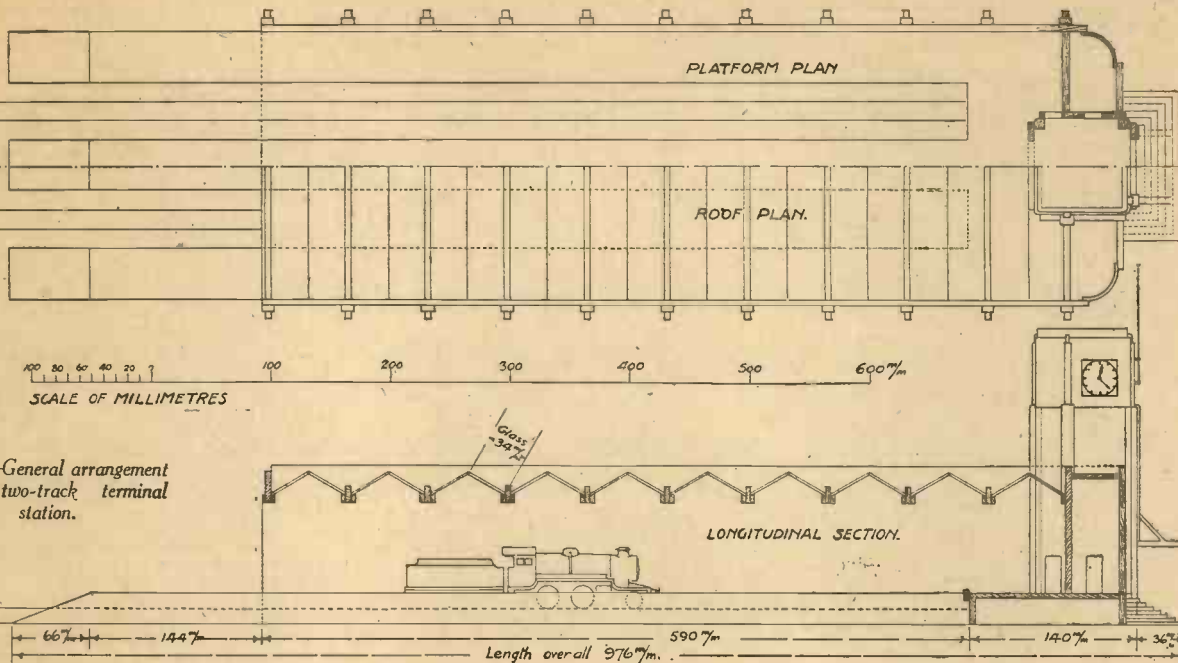 PLATFORM PLAN
ROOF PLAN.
100 80 60 40 20 0 100 200 300 400 500 600 m/m
SCALE OF MILLIMETRES
Glass
34 m/m
General arrangement
two-track terminal
station.
LONGITUDINAL SECTION.
66 m/m 144 m/m 590 m/m 140 m/m 36 m/m
Length over all 976 m/m.